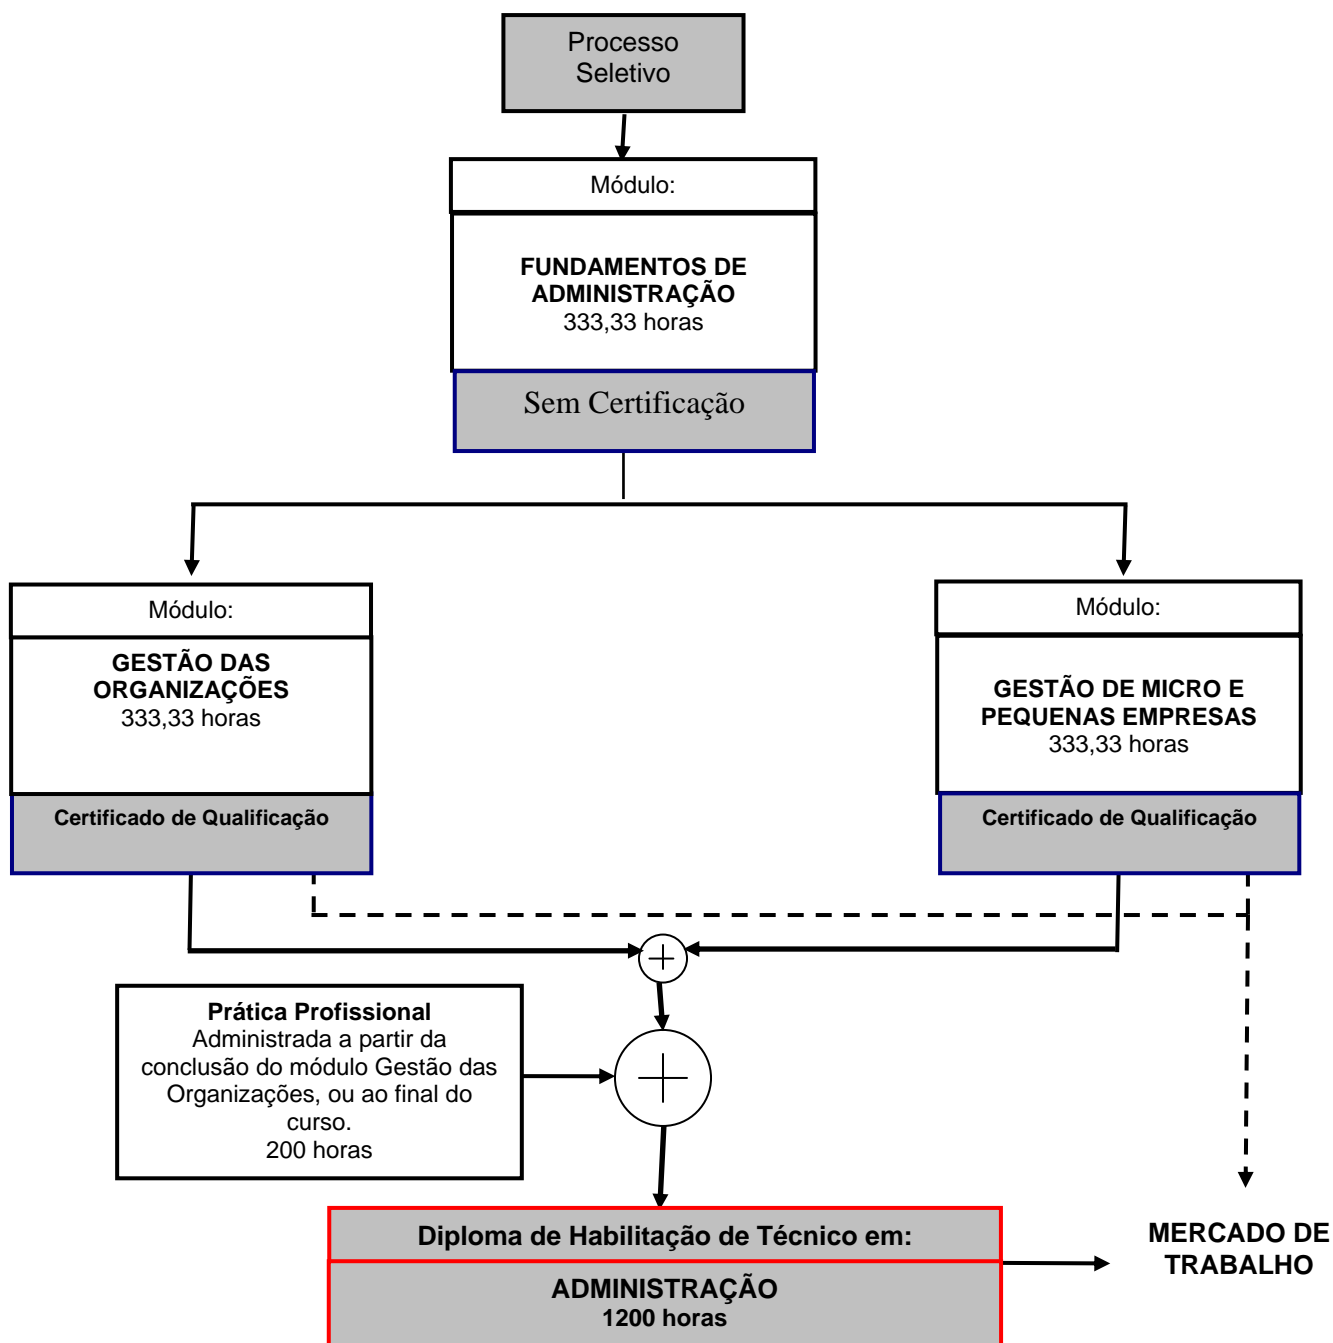 Processo
Seletivo
Módulo:
FUNDAMENTOS DE
ADMINISTRAÇÃO
333,33 horas
Sem Certificação
Módulo:
GESTÃO DAS
ORGANIZAÇÕES
333,33 horas
Certificado de Qualificação
Módulo:
GESTÃO DE MICRO E
PEQUENAS EMPRESAS
333,33 horas
Certificado de Qualificação
Prática Profissional
Administrada a partir da
conclusão do módulo Gestão das
Organizações, ou ao final do
curso.
200 horas
Diploma de Habilitação de Técnico em:
ADMINISTRAÇÃO
1200 horas
MERCADO DE
TRABALHO